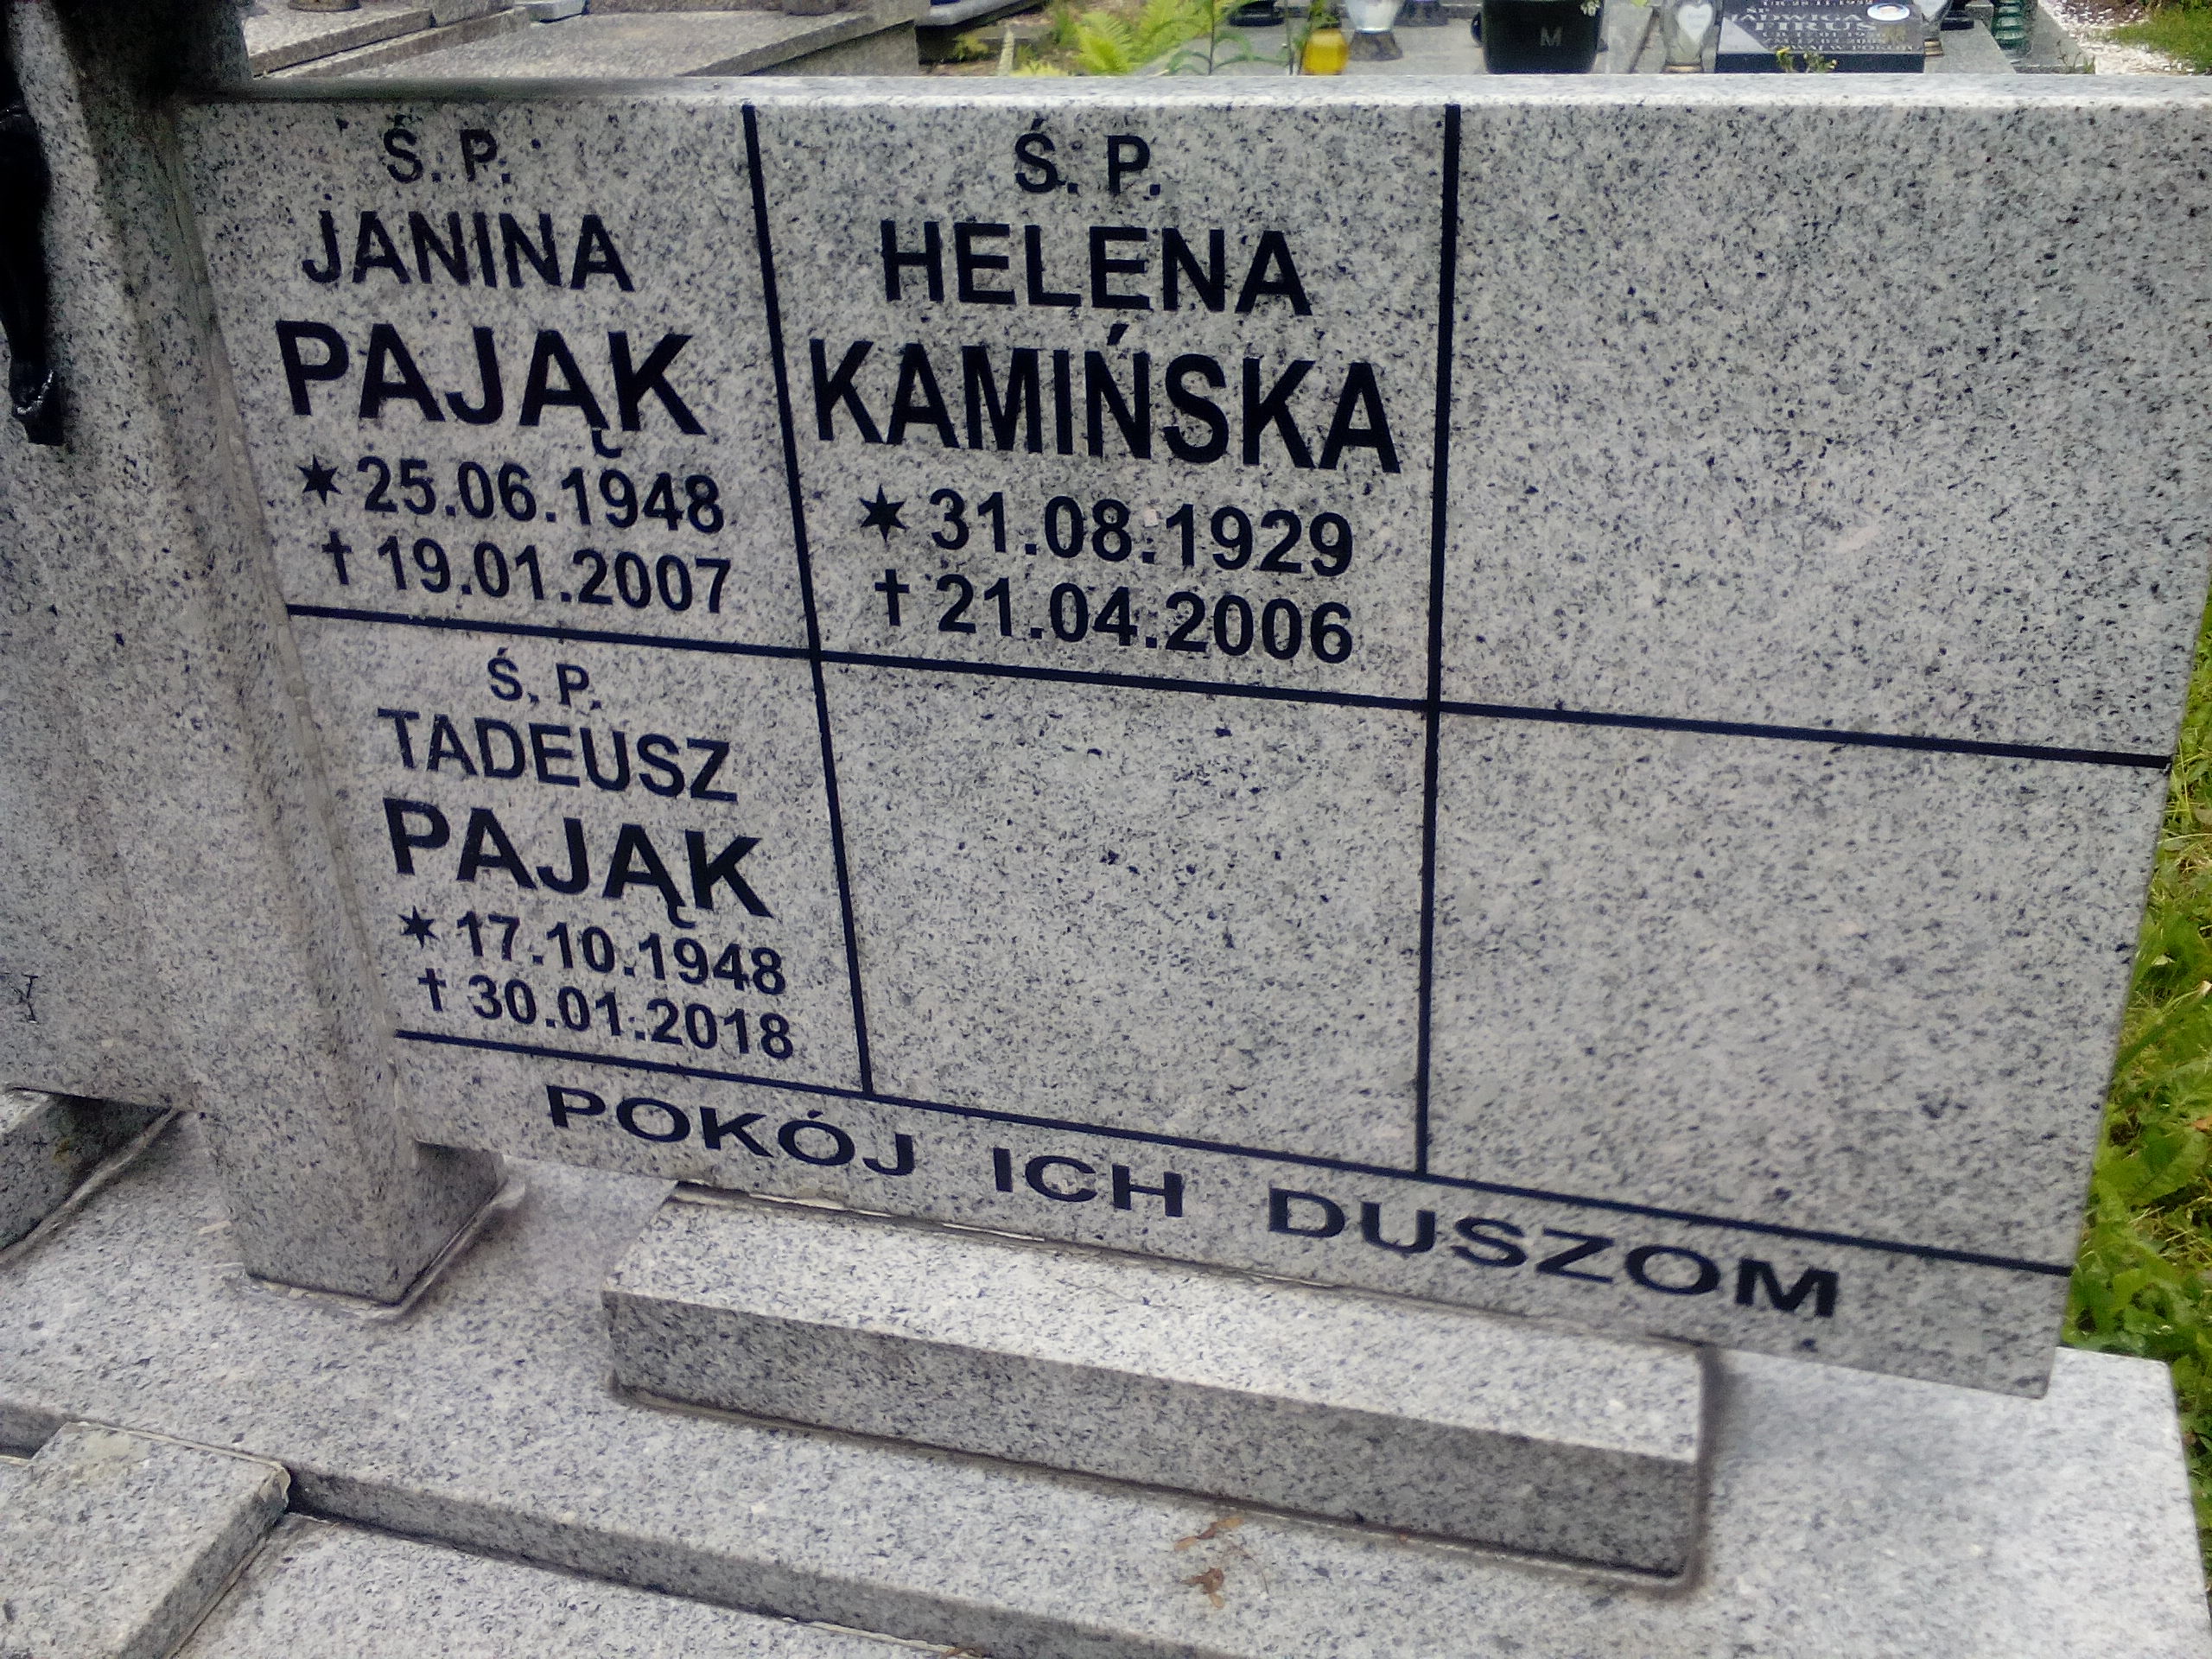 Ś. P.
JANINA
PAJĄK
✶ 25.06.1948
† 19.01.2007
Ś. P.
HELENA
KAMIŃSKA
✶ 31.08.1929
† 21.04.2006
Ś. P.
TADEUSZ
PAJĄK
✶ 17.10.1948
† 30.01.2018
POKÓJ ICH DUSZOM
M
JADWIGA
Y